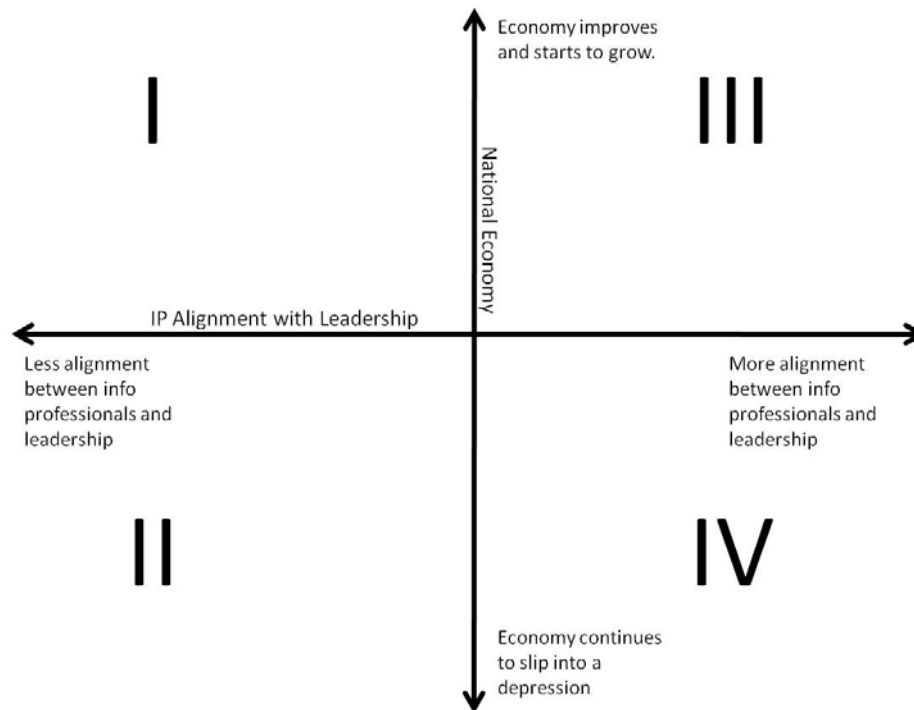 Economy improves
and starts to grow.
I
III
National Economy
IP Alignment with Leadership
Less alignment
between info
professionals and
leadership
More alignment
between info
professionals and
leadership
II
IV
Economy continues
to slip into a
depression